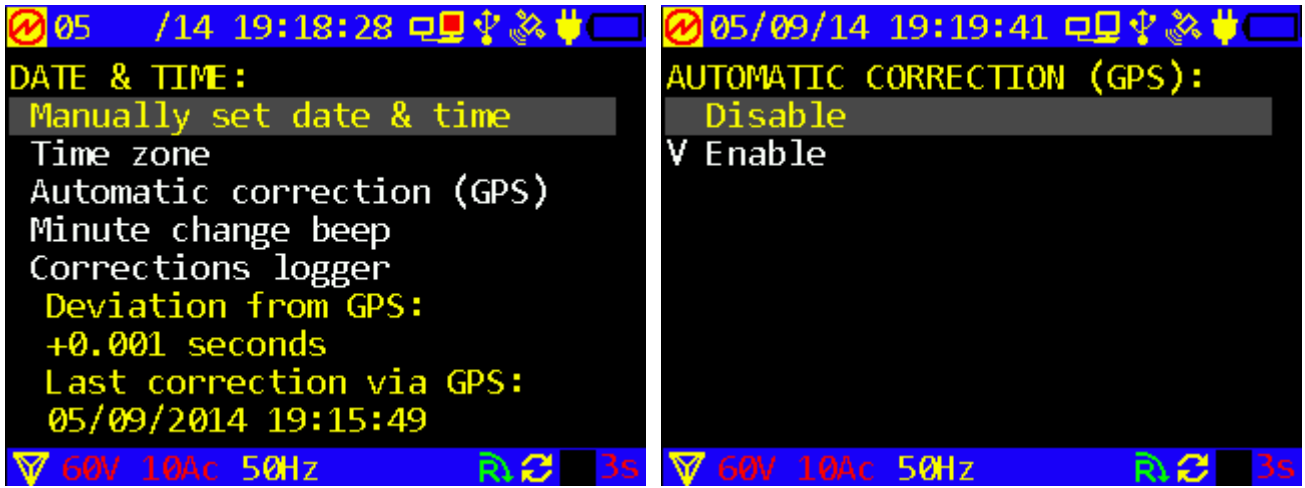 05 /14 19:18:28
DATE & TIME:
Manually set date & time
Time zone
Automatic correction (GPS)
Minute change beep
Corrections logger
Deviation from GPS:
+0.001 seconds
Last correction via GPS:
05/09/2014 19:15:49
60V 10Ac 50Hz R 3s
05/09/14 19:19:41
AUTOMATIC CORRECTION (GPS):
Disable
V Enable
60V 10Ac 50Hz R 3s